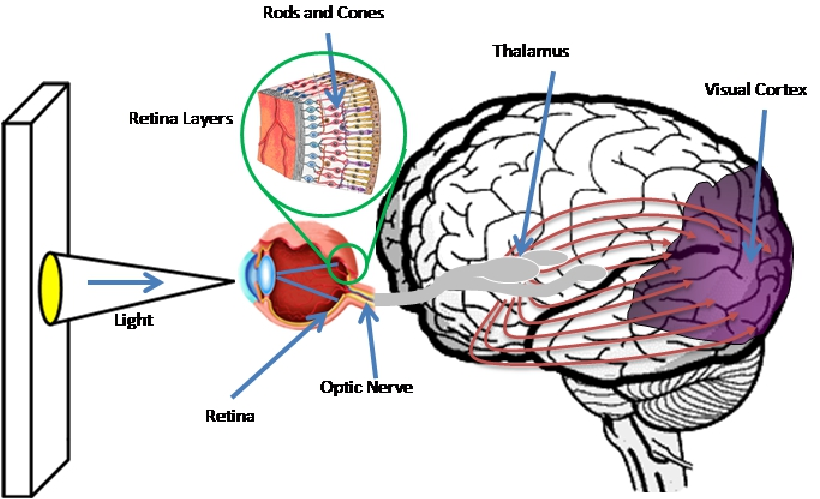 Rods and Cones
Thalamus
Visual Cortex
Retina Layers
Light
Optic Nerve
Retina